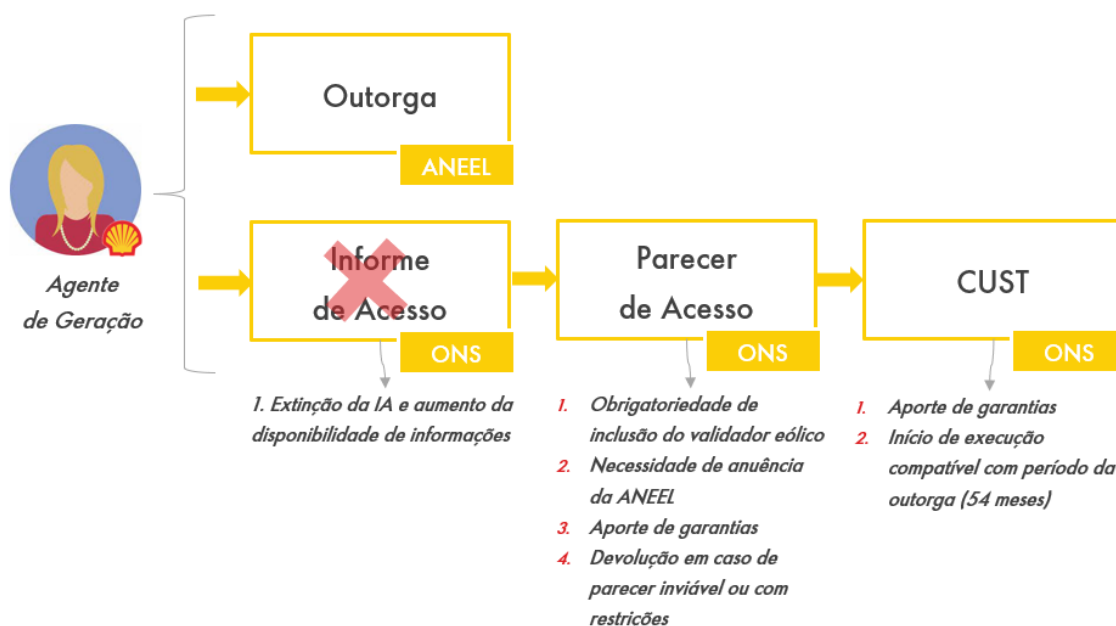 Outorga
ANEEL
Agente
de Geração
Informe
de Acesso
ONS
Parecer
de Acesso
ONS
CUST
ONS
1. Extinção da IA e aumento da
disponibilidade de informações
1. Obrigatoriedade de
inclusão do validador eólico
2. Necessidade de anuência
da ANEEL
3. Aporte de garantias
4. Devolução em caso de
parecer inviável ou com
restrições
1. Aporte de garantias
2. Início de execução
compatível com período da
outorga (54 meses)